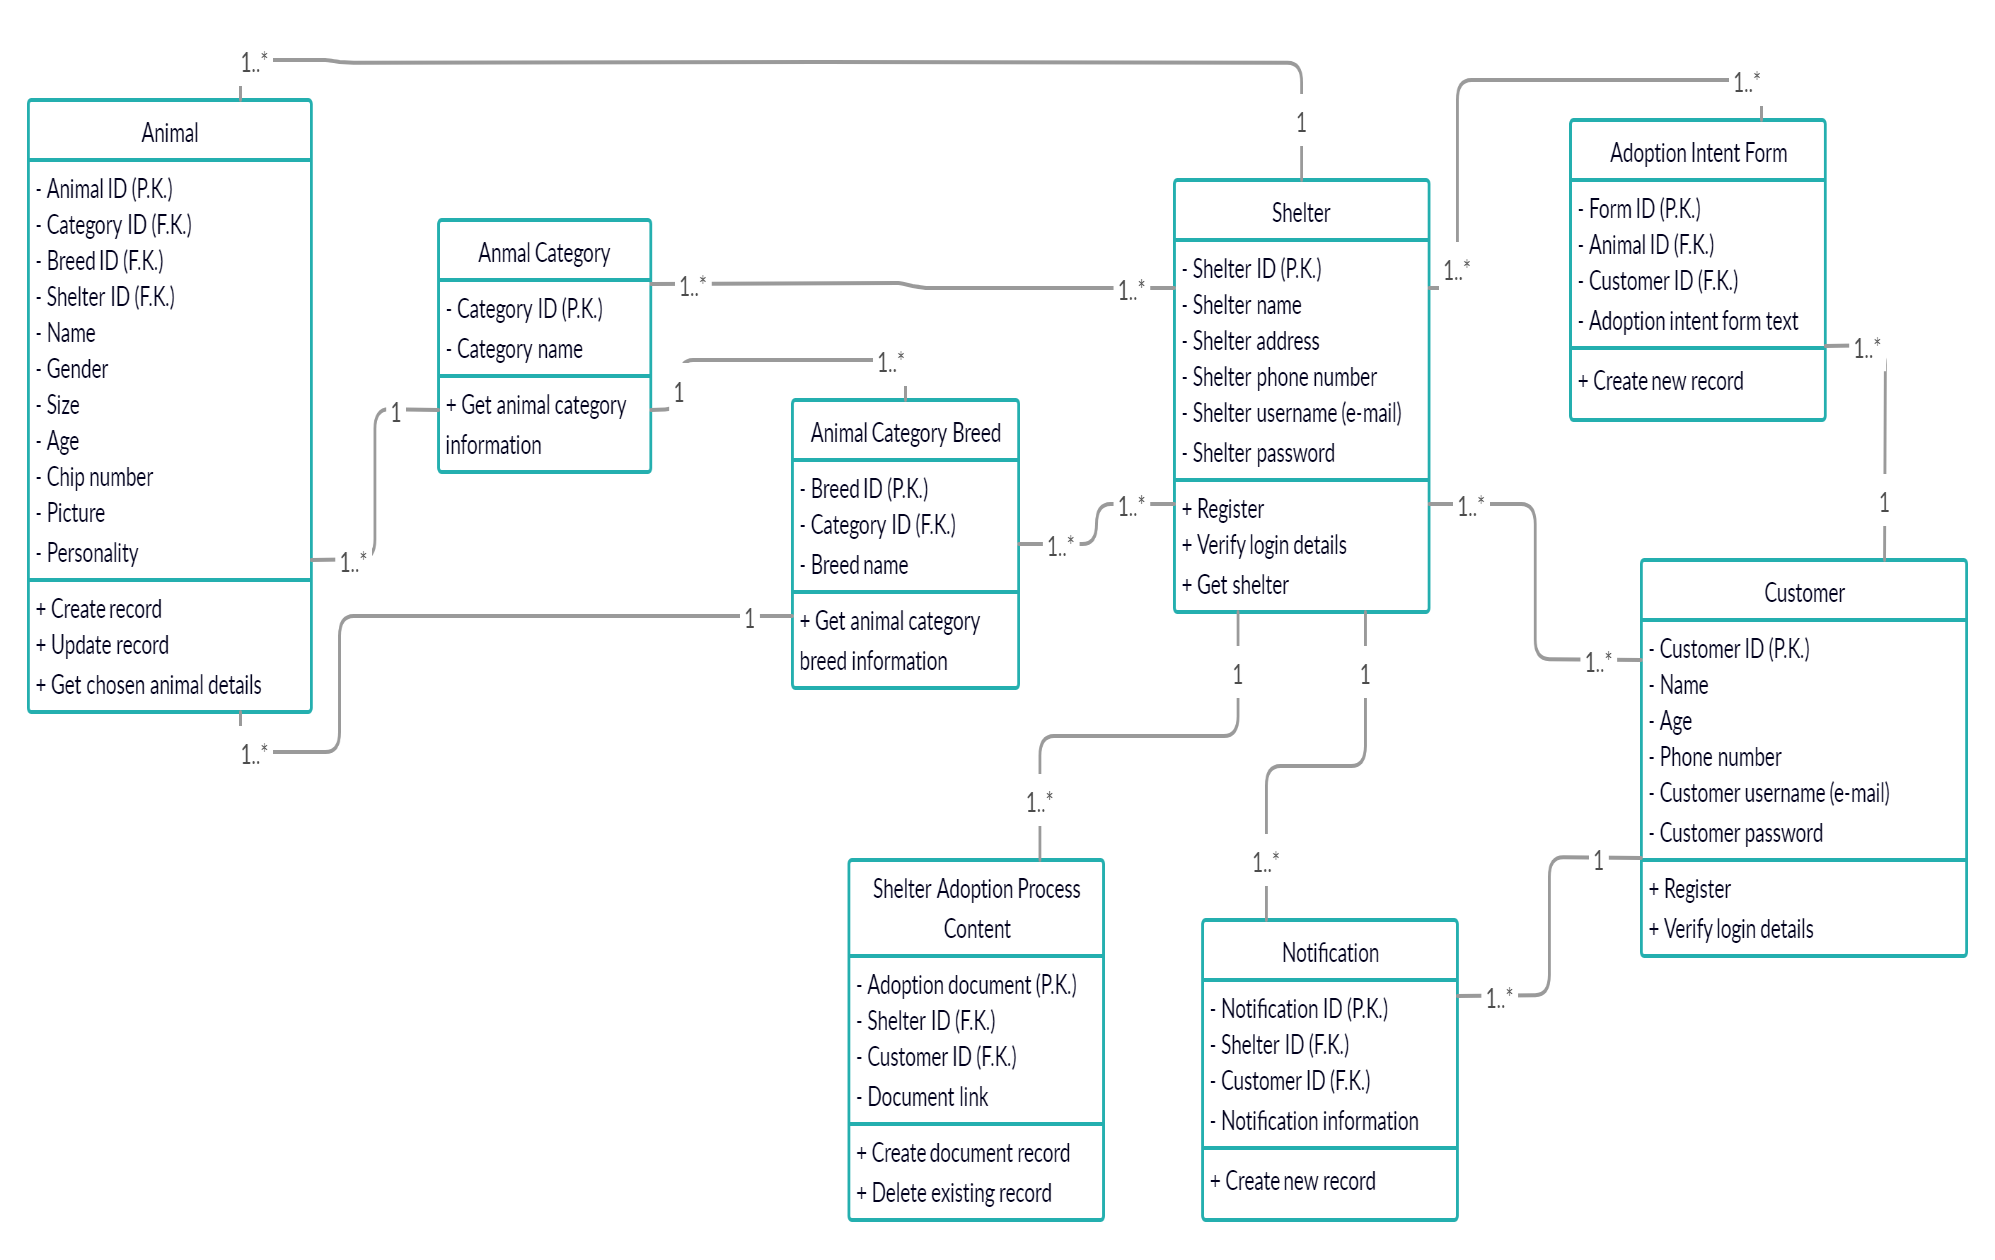 1..*
1
Animal
- Animal ID (P.K.)
- Category ID (F.K.)
- Breed ID (F.K.)
- Shelter ID (F.K.)
- Name
- Gender
- Size
- Age
- Chip number
- Picture
- Personality
+ Create record
+ Update record
+ Get chosen animal details
1..*
1..*
1
Anmal Category
- Category ID (P.K.)
- Category name
+ Get animal category
information
1..*
1..*
1
1..*
Animal Category Breed
- Breed ID (P.K.)
- Category ID (F.K.)
- Breed name
+ Get animal category
breed information
1
1..*
1..*
Shelter
- Shelter ID (P.K.)
- Shelter name
- Shelter address
- Shelter phone number
- Shelter username (e-mail)
- Shelter password
+ Register
+ Verify login details
+ Get shelter
1..*
1..*
Adoption Intent Form
- Form ID (P.K.)
- Animal ID (F.K.)
- Customer ID (F.K.)
- Adoption intent form text
+ Create new record
1..*
1
1..*
1..*
Customer
- Customer ID (P.K.)
- Name
- Age
- Phone number
- Customer username (e-mail)
- Customer password
+ Register
+ Verify login details
1
1..*
1
1
1..*
1..*
Shelter Adoption Process
Content
- Adoption document (P.K.)
- Shelter ID (F.K.)
- Customer ID (F.K.)
- Document link
+ Create document record
+ Delete existing record
Notification
- Notification ID (P.K.)
- Shelter ID (F.K.)
- Customer ID (F.K.)
- Notification information
+ Create new record